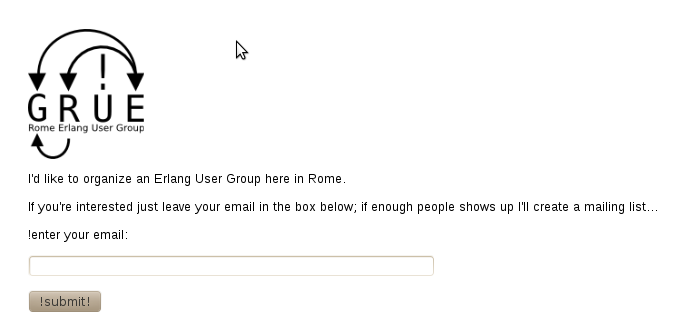 !
GRUE
Rome Erlang User Group
I'd like to organize an Erlang User Group here in Rome.
If you're interested just leave your email in the box below; if enough people shows up I'll create a mailing list...
!enter your email:
!submit!